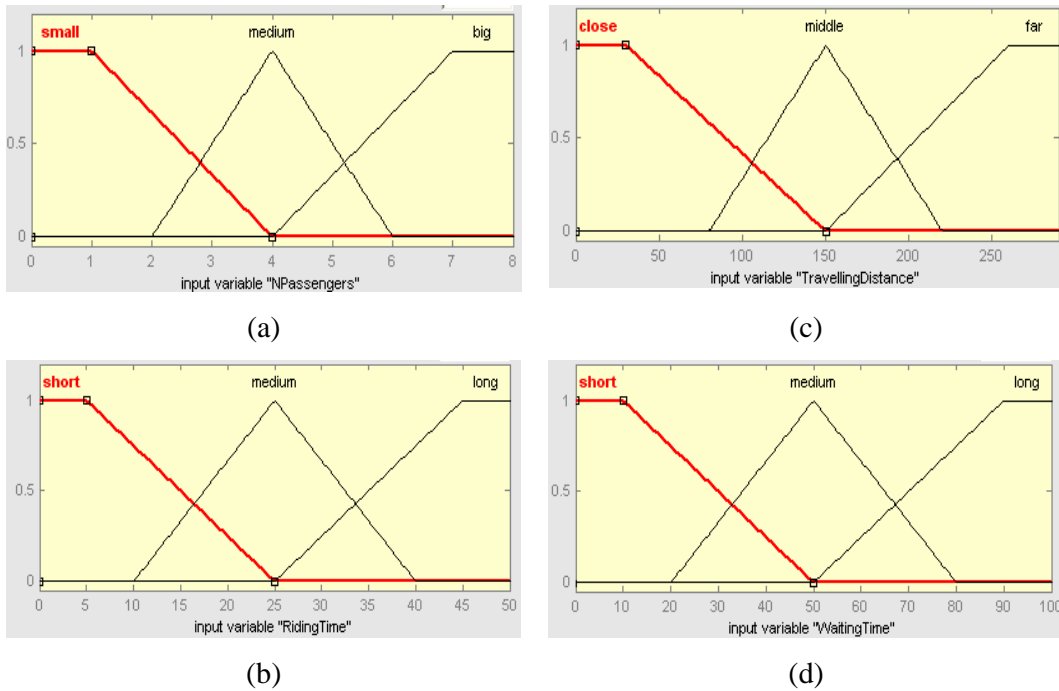 small medium big
1
0.5
0
0 1 2 3 4 5 6 7 8
input variable "NPassengers"
(a)
close middle far
1
0.5
0
0 50 100 150 200 250
input variable "TravellingDistance"
(c)
short medium long
1
0.5
0
0 5 10 15 20 25 30 35 40 45 50
input variable "RidingTime"
(b)
short medium long
1
0.5
0
0 10 20 30 40 50 60 70 80 90 100
input variable "WaitingTime"
(d)